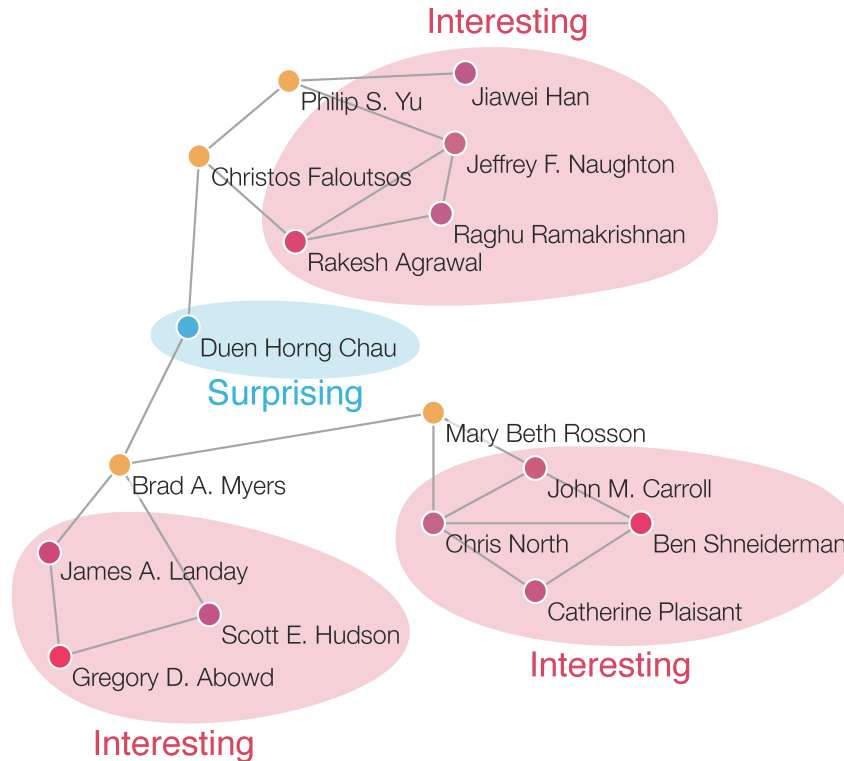 Interesting
Philip S. Yu
Jiawei Han
Jeffrey F. Naughton
Christos Faloutsos
Raghu Ramakrishnan
Rakesh Agrawal
Duen Horng Chau
Surprising
Mary Beth Rosson
Brad A. Myers
John M. Carroll
Chris North
Ben Shneiderman
James A. Landay
Catherine Plaisant
Scott E. Hudson
Interesting
Gregory D. Abowd
Interesting